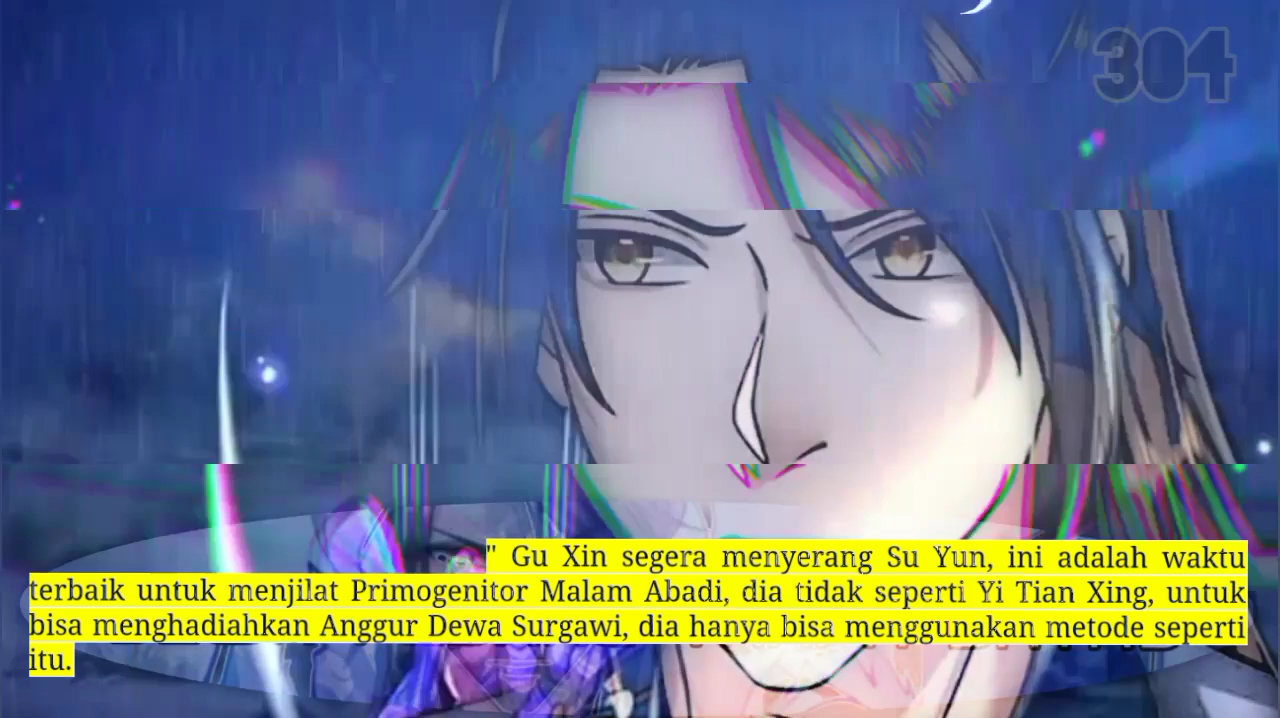 304
" Gu Xin segera menyerang Su Yun, ini adalah waktu
terbaik untuk menjilat Primogenitor Malam Abadi, dia tidak seperti Yi Tian Xing, untuk
bisa menghadiahkan Anggur Dewa Surgawi, dia hanya bisa menggunakan metode seperti
itu.